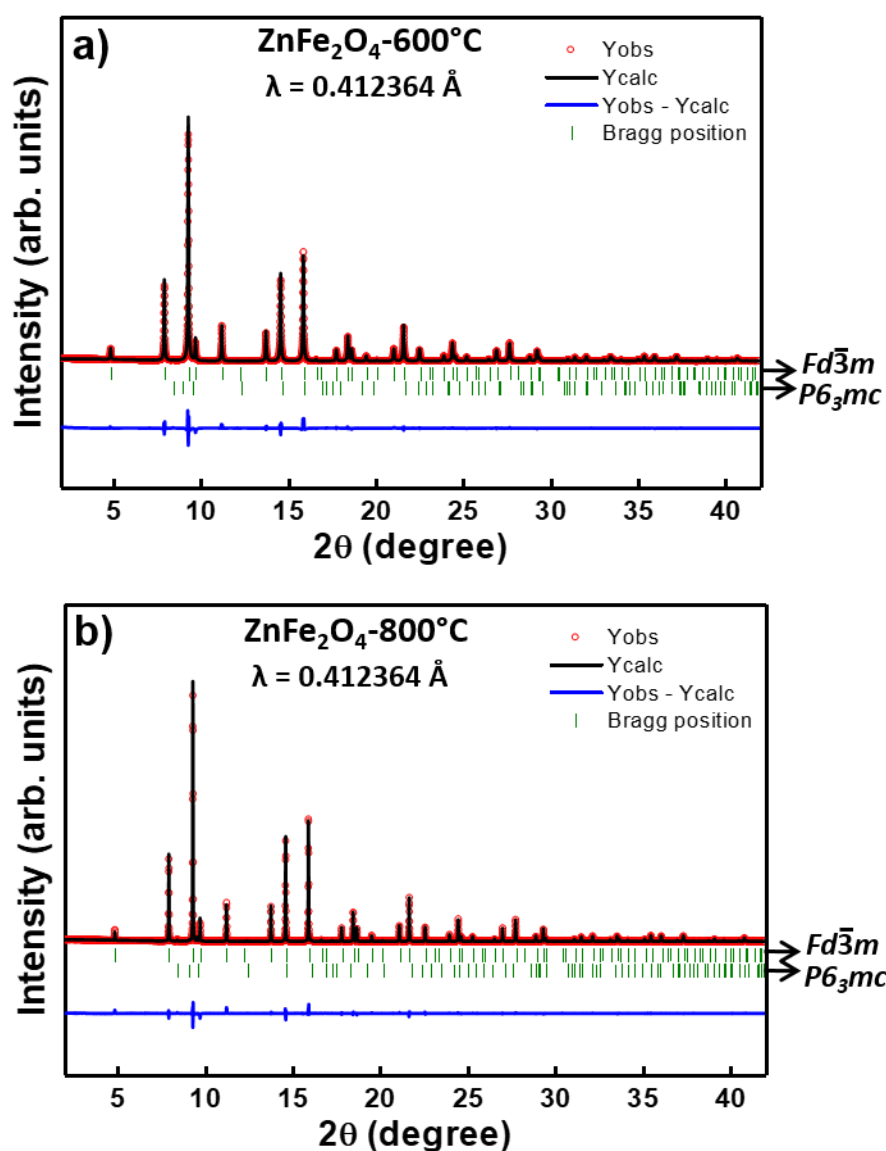 a)
ZnFe₂O₄-600°C
λ = 0.412364 Å
Yobs
Ycalc
Yobs - Ycalc
Bragg position
Intensity (arb. units)
Fd3̅m
P6₃mc
5 10 15 20 25 30 35 40
2θ (degree)
b)
ZnFe₂O₄-800°C
λ = 0.412364 Å
Yobs
Ycalc
Yobs - Ycalc
Bragg position
Intensity (arb. units)
Fd3̅m
P6₃mc
5 10 15 20 25 30 35 40
2θ (degree)